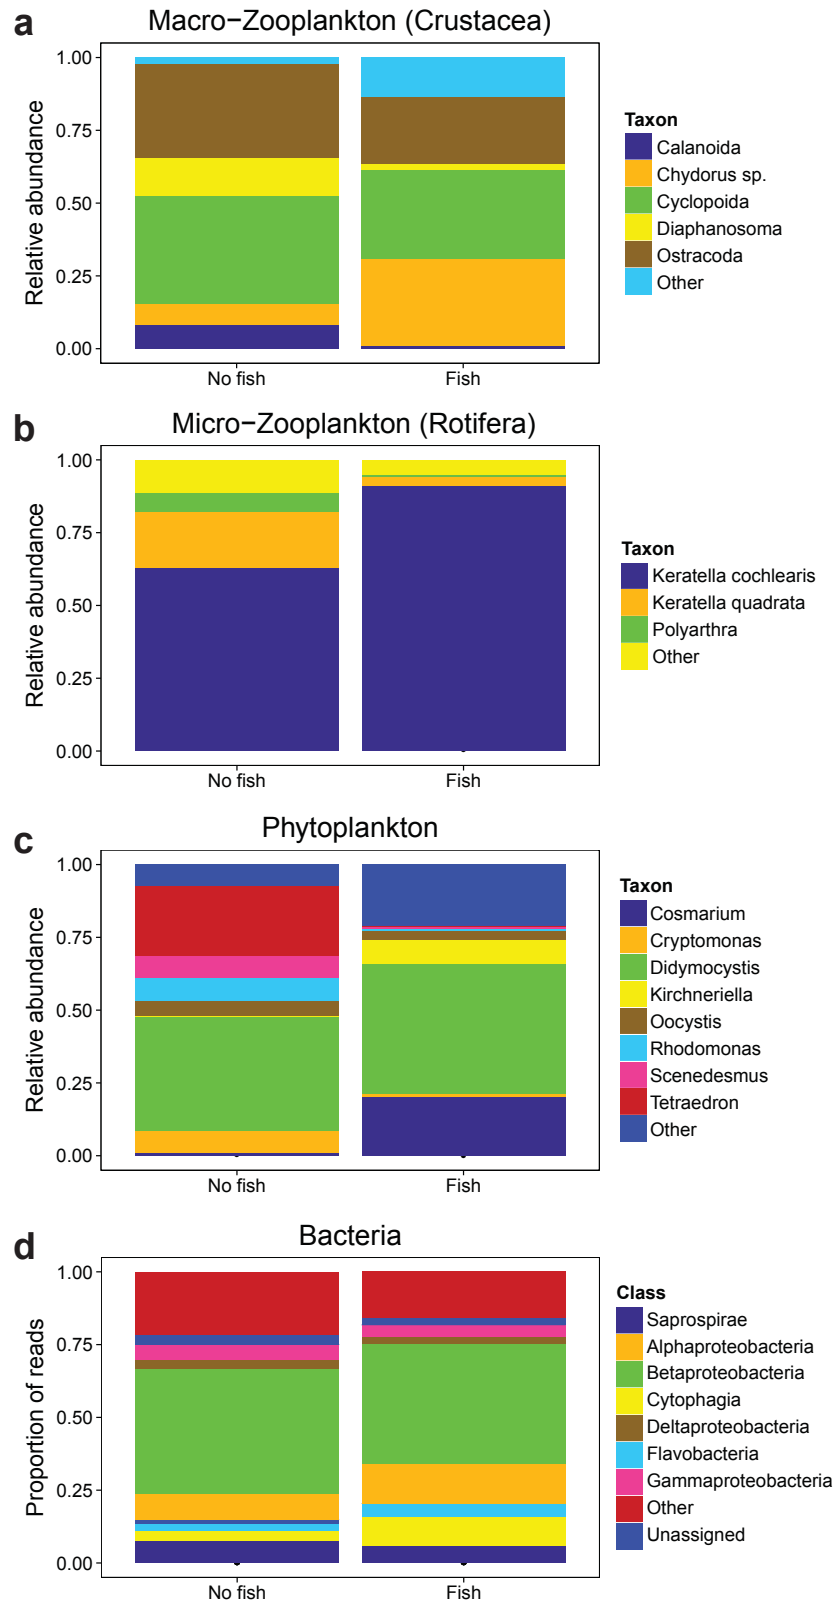 a
Macro−Zooplankton (Crustacea)
Relative abundance
1.00
0.75
0.50
0.25
0.00
No fish
Fish
Taxon
Calanoida
Chydorus sp.
Cyclopoida
Diaphanosoma
Ostracoda
Other
b
Micro−Zooplankton (Rotifera)
Relative abundance
1.00
0.75
0.50
0.25
0.00
No fish
Fish
Taxon
Keratella cochlearis
Keratella quadrata
Polyarthra
Other
c
Phytoplankton
Relative abundance
1.00
0.75
0.50
0.25
0.00
No fish
Fish
Taxon
Cosmarium
Cryptomonas
Didymocystis
Kirchneriella
Oocystis
Rhodomonas
Scenedesmus
Tetraedron
Other
d
Bacteria
Proportion of reads
1.00
0.75
0.50
0.25
0.00
No fish
Fish
Class
Saprospirae
Alphaproteobacteria
Betaproteobacteria
Cytophagia
Deltaproteobacteria
Flavobacteria
Gammaproteobacteria
Other
Unassigned